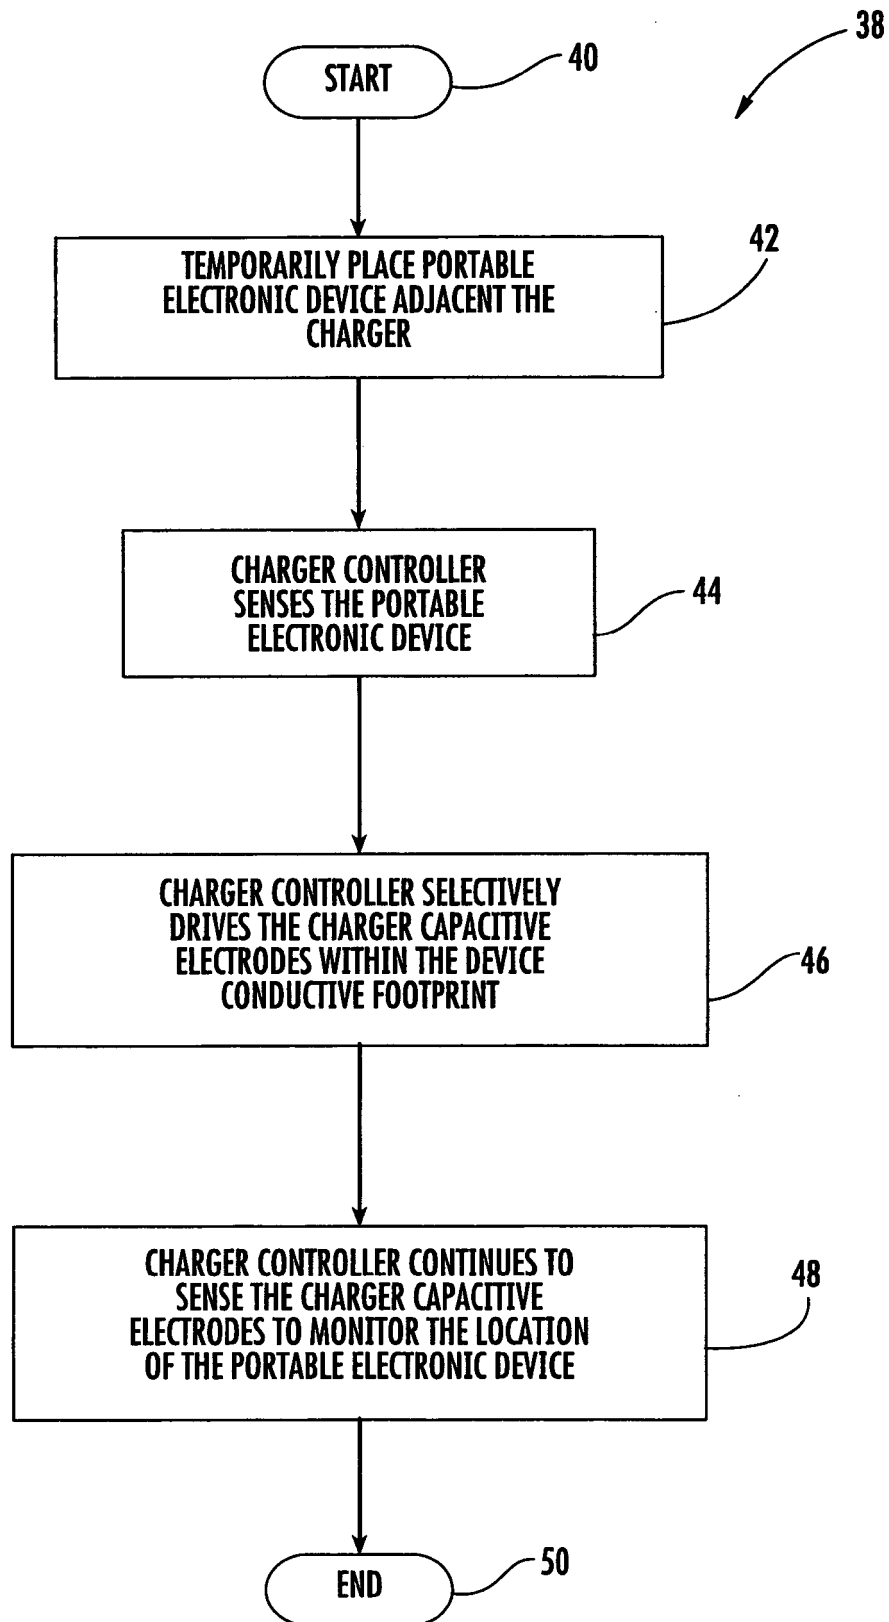 38
START
40
TEMPORARILY PLACE PORTABLE
ELECTRONIC DEVICE ADJACENT THE
CHARGER
42
CHARGER CONTROLLER
SENSES THE PORTABLE
ELECTRONIC DEVICE
44
CHARGER CONTROLLER SELECTIVELY
DRIVES THE CHARGER CAPACITIVE
ELECTRODES WITHIN THE DEVICE
CONDUCTIVE FOOTPRINT
46
CHARGER CONTROLLER CONTINUES TO
SENSE THE CHARGER CAPACITIVE
ELECTRODES TO MONITOR THE LOCATION
OF THE PORTABLE ELECTRONIC DEVICE
48
END
50